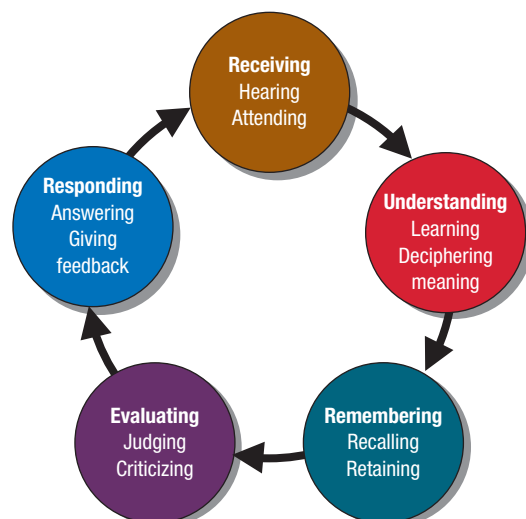 Receiving
Hearing
Attending
Understanding
Learning
Deciphering
meaning
Remembering
Recalling
Retaining
Evaluating
Judging
Criticizing
Responding
Answering
Giving
feedback